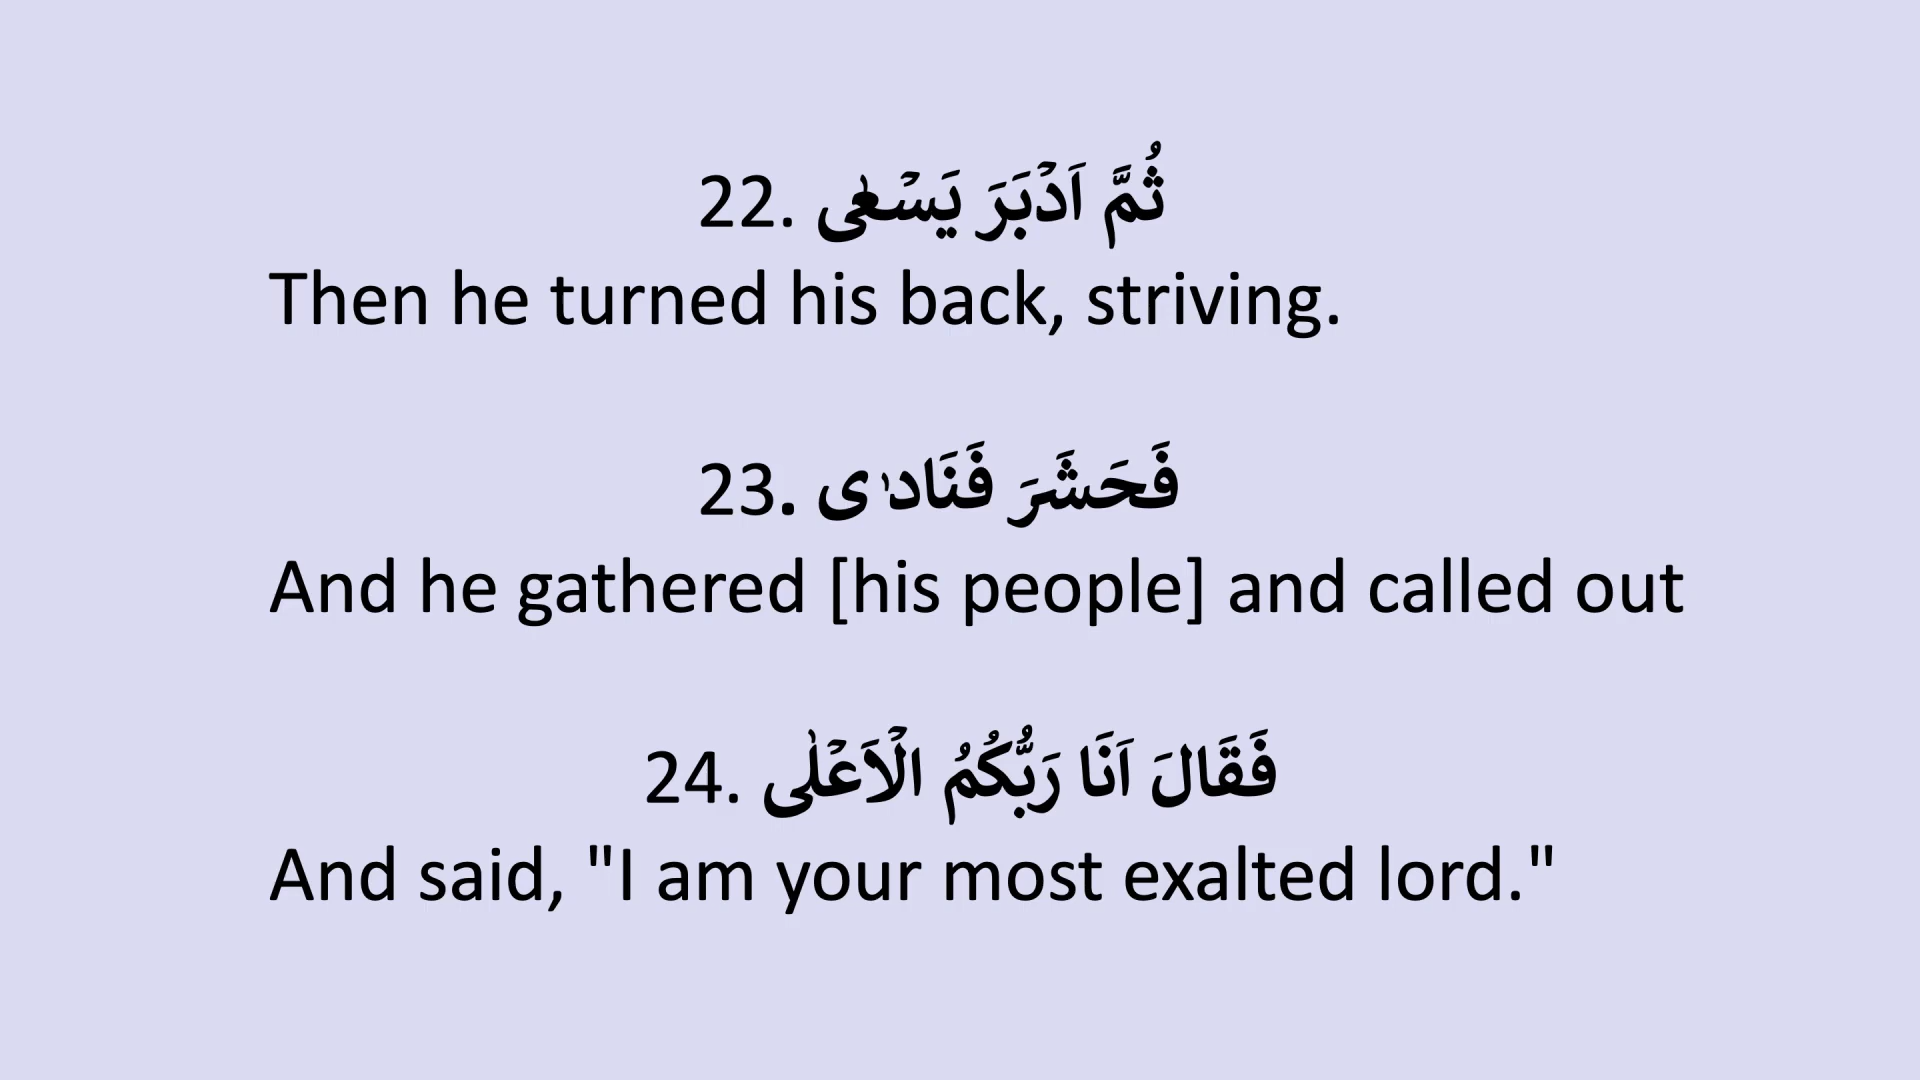 22. ثُمَّ اَدۡبَرَ يَسۡعٰى
Then he turned his back, striving.
23. فَحَشَرَ فَنَادٰى
And he gathered [his people] and called out
24. فَقَالَ اَنَا رَبُّكُمُ الۡاَعۡلٰى
And said, "I am your most exalted lord."